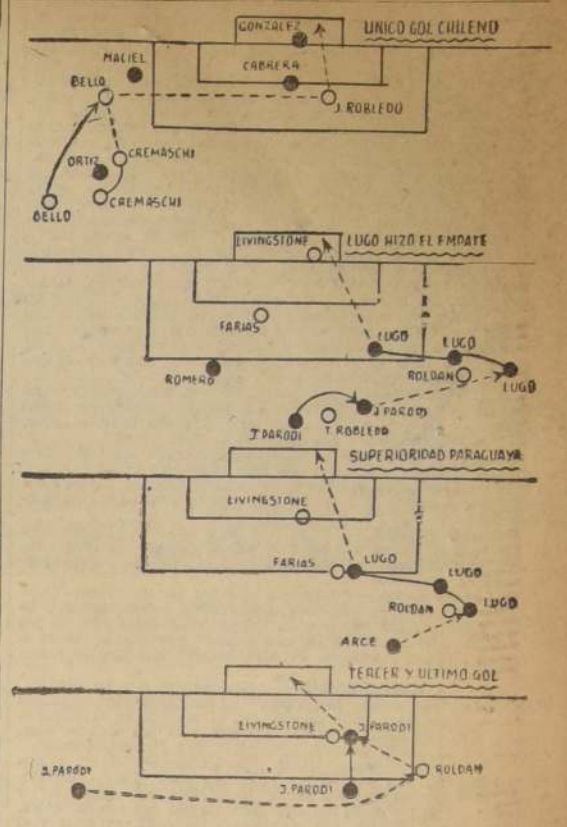 GONZALEZ
UNICO GOL CHILENO
MACIEL
CABRERA
BELLO
J. ROBLEDO
CREMASCHI
ORTIZ
CREMASCHI
BELLO
LIVINGSTONE
LUGO HIZO EL EMPATE
FARIAS
LUGO
LUGO
ROMERO
ROLDAN
LUGO
J. PARODI
J. PARODI
T. ROBLEDO
SUPERIORIDAD PARAGUAYA
LIVINGSTONE
FARIAS
LUGO
LUGO
ROLDAN
LUGO
ARCE
TERCER Y ULTIMO GOL
LIVINGSTONE
J. PARODI
ROLDAN
J. PARODI